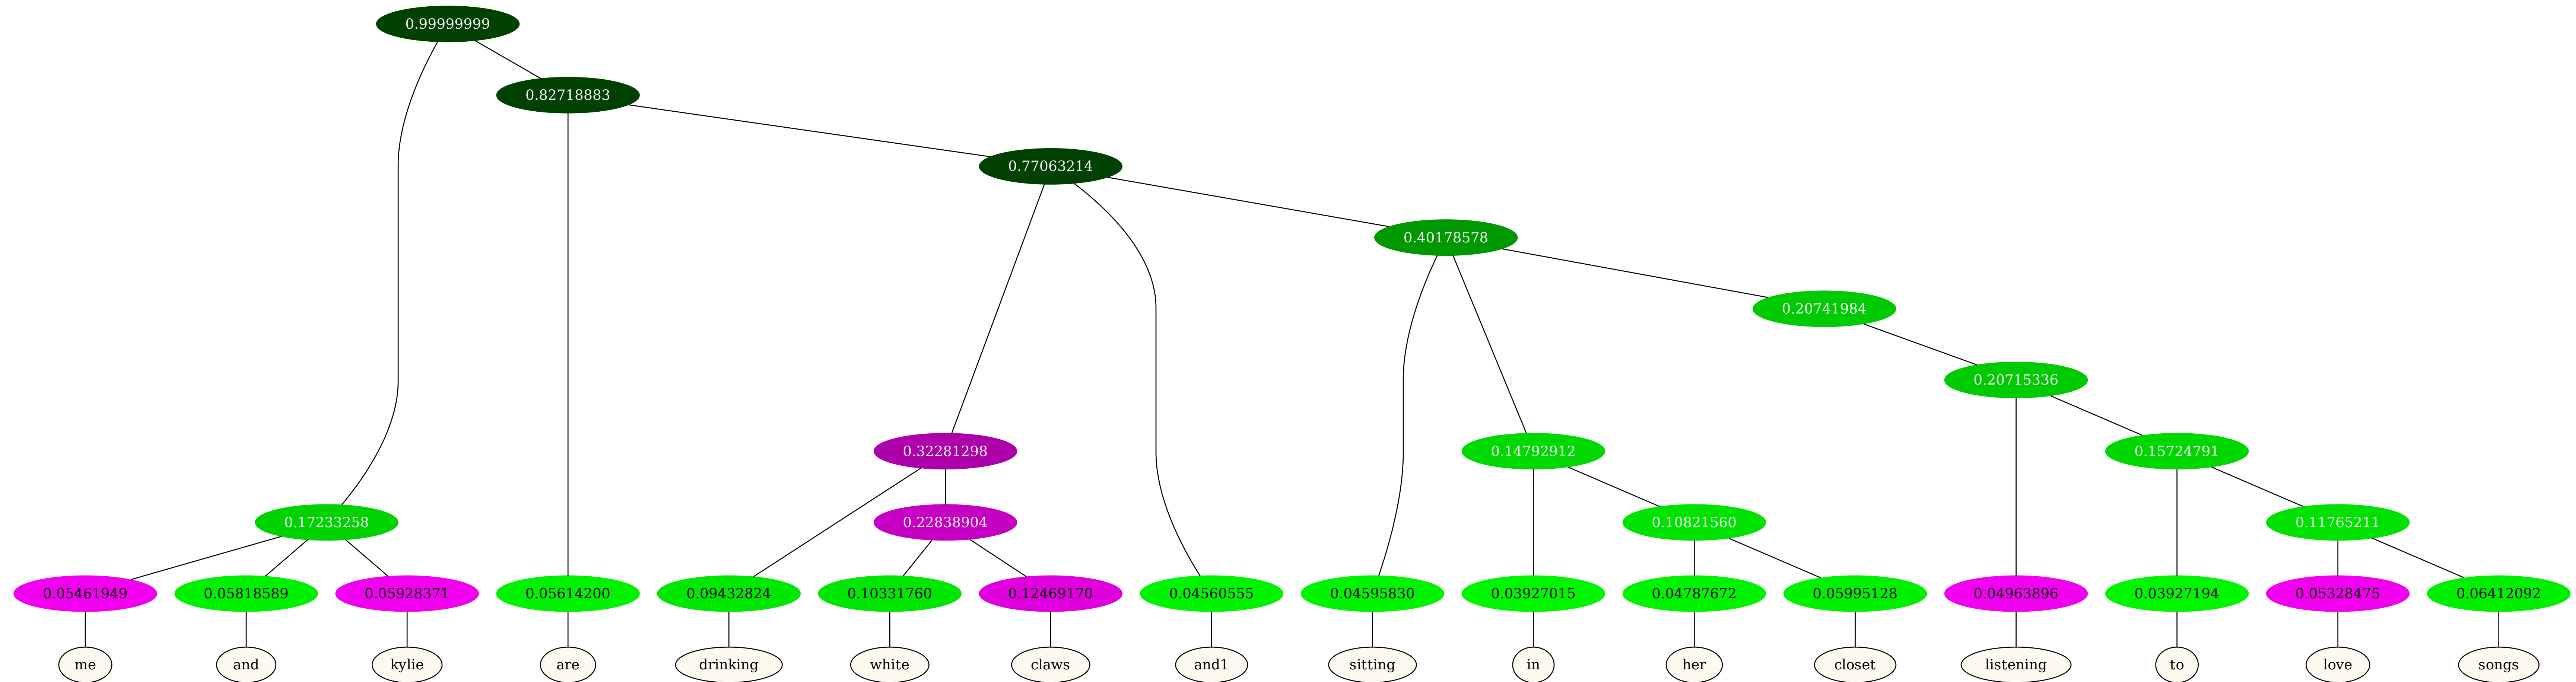 0.99999999
0.82718883
0.77063214
0.40178578
0.20741984
0.20715336
0.32281298 0.14792912 0.15724791
0.17233258 0.22838904 0.10821560 0.11765211
0.05461949 0.05818589 0.05928371 0.05614200 0.09432824 0.10331760 0.12469170 0.04560555 0.04595830 0.03927015 0.04787672 0.05995128 0.04963896 0.03927194 0.05328475 0.06412092
me and kylie are drinking white claws and1 sitting in her closet listening to love songs